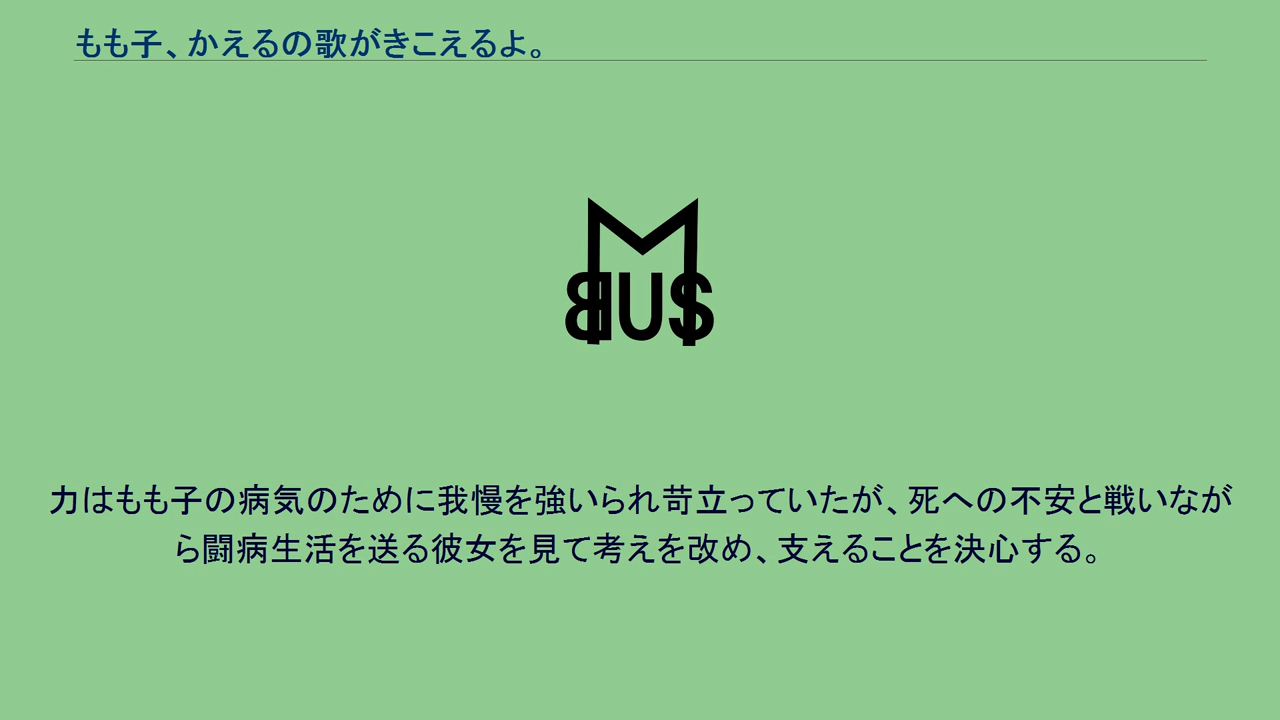 もも子、かえるの歌がきこえるよ。
M
BUS
力はもも子の病気のために我慢を強いられ苛立っていたが、死への不安と戦いなが
ら闘病生活を送る彼女を見て考えを改め、支えることを決心する。